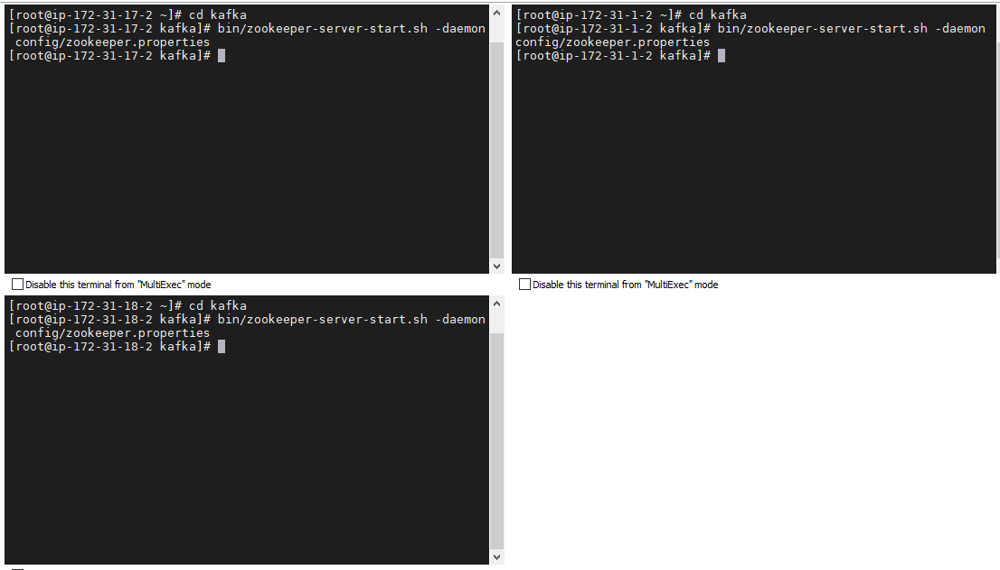 [root@ip-172-31-17-2 ~]# cd kafka
[root@ip-172-31-17-2 kafka]# bin/zookeeper-server-start.sh -daemon
config/zookeeper.properties
[root@ip-172-31-17-2 kafka]#
Disable this terminal from "MultiExec" mode
[root@ip-172-31-1-2 ~]# cd kafka
[root@ip-172-31-1-2 kafka]# bin/zookeeper-server-start.sh -daemon
config/zookeeper.properties
[root@ip-172-31-1-2 kafka]#
Disable this terminal from "MultiExec" mode
[root@ip-172-31-18-2 ~]# cd kafka
[root@ip-172-31-18-2 kafka]# bin/zookeeper-server-start.sh -daemon
config/zookeeper.properties
[root@ip-172-31-18-2 kafka]#